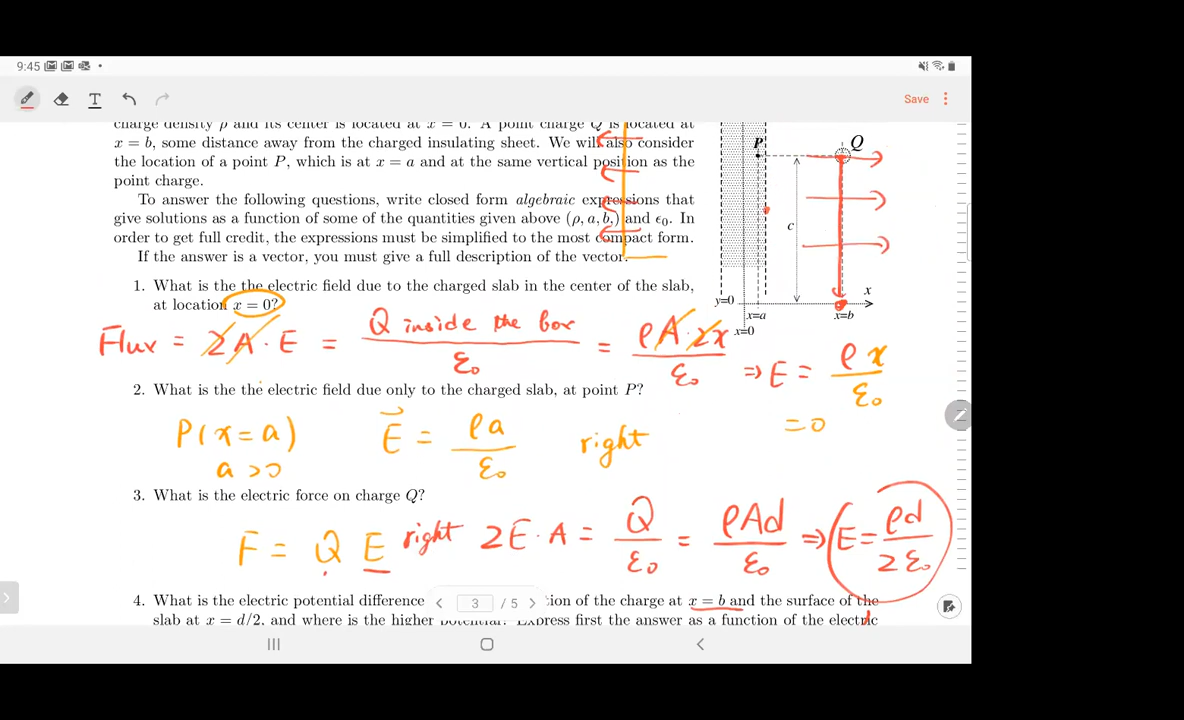 9:45
Save
charge density ρ and its center is located at x = 0. A point charge Q is located at
x = b, some distance away from the charged insulating sheet. We will also consider
the location of a point P, which is at x = a and at the same vertical position as the
point charge.
To answer the following questions, write closed form algebraic expressions that
give solutions as a function of some of the quantities given above (ρ, a, b,) and ϵ₀. In
order to get full credit, the expressions must be simplified to the most compact form.
If the answer is a vector, you must give a full description of the vector.
P
Q
c
y=0
x
x=a
x=b
x=0
1. What is the the electric field due to the charged slab in the center of the slab,
at location x = 0?
Flux = 2A · E = Q inside the box / ε₀ = ρA · 2x / ε₀ ⇒ E = ρx / ε₀
= 0
2. What is the the electric field due only to the charged slab, at point P?
P(x = a) E⃗ = ρa / ε₀ right
a > 0
3. What is the electric force on charge Q?
F = Q E right 2E · A = Q / ε₀ = ρAd / ε₀ ⇒ E = ρd / 2ε₀
4. What is the electric potential difference
3 / 5
ion of the charge at x = b and the surface of the
slab at x = d/2, and where is the higher potential? Express first the answer as a function of the electric